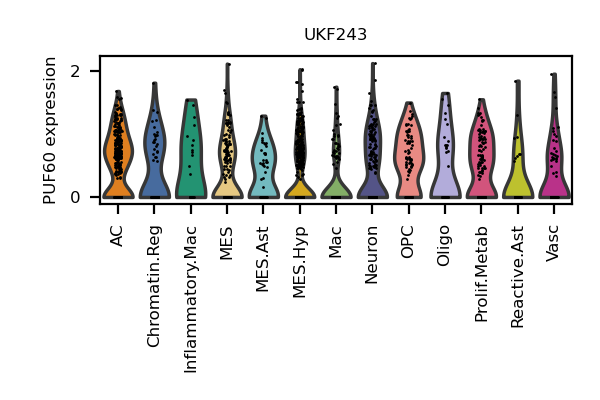 UKF243
PUF60 expression
2
0
AC
Chromatin.Reg
Inflammatory.Mac
MES
MES.Ast
MES.Hyp
Mac
Neuron
OPC
Oligo
Prolif.Metab
Reactive.Ast
Vasc